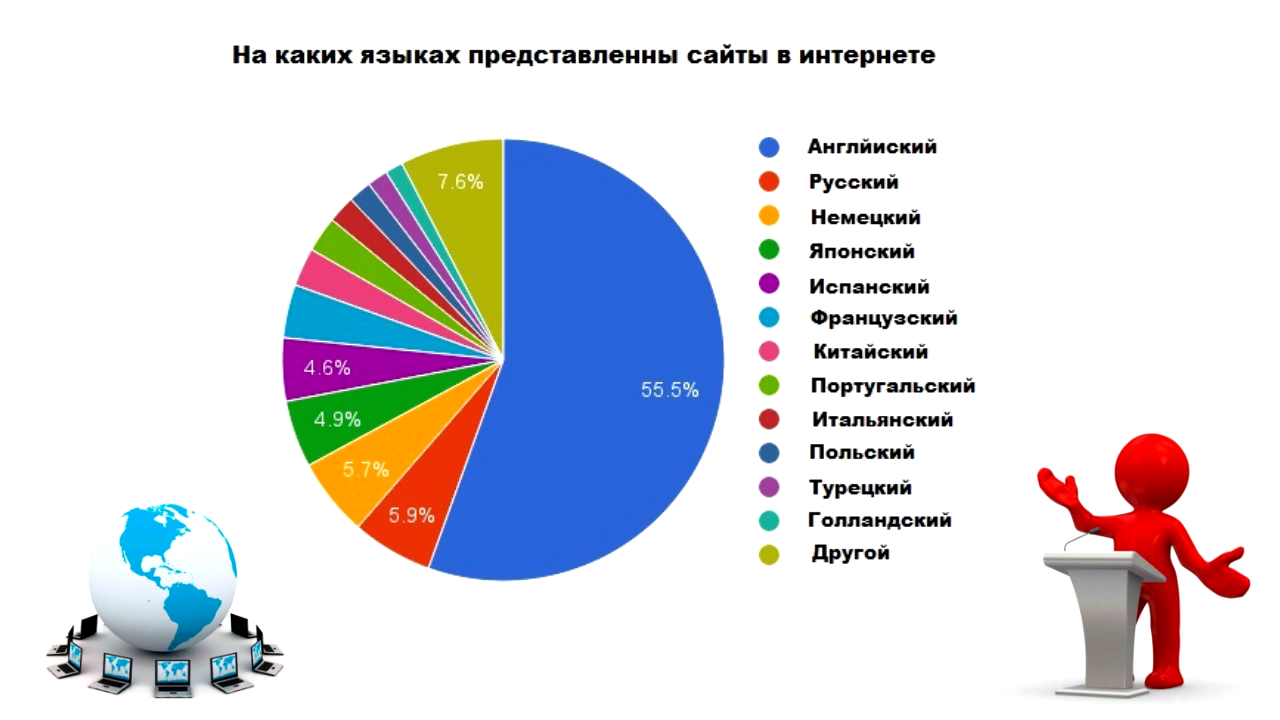 На каких языках представленны сайты в интернете
7.6%
55.5%
4.6%
4.9%
5.7%
5.9%
Англйиский
Русский
Немецкий
Японский
Испанский
Французский
Китайский
Португальский
Итальянский
Польский
Турецкий
Голландский
Другой